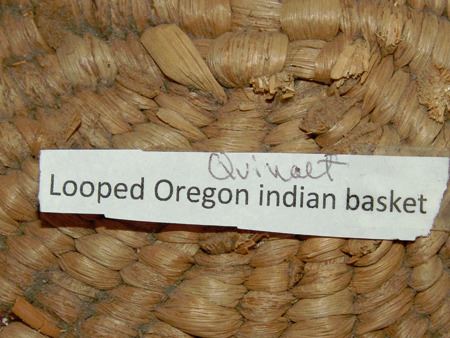 Quinalt
Looped Oregon indian basket